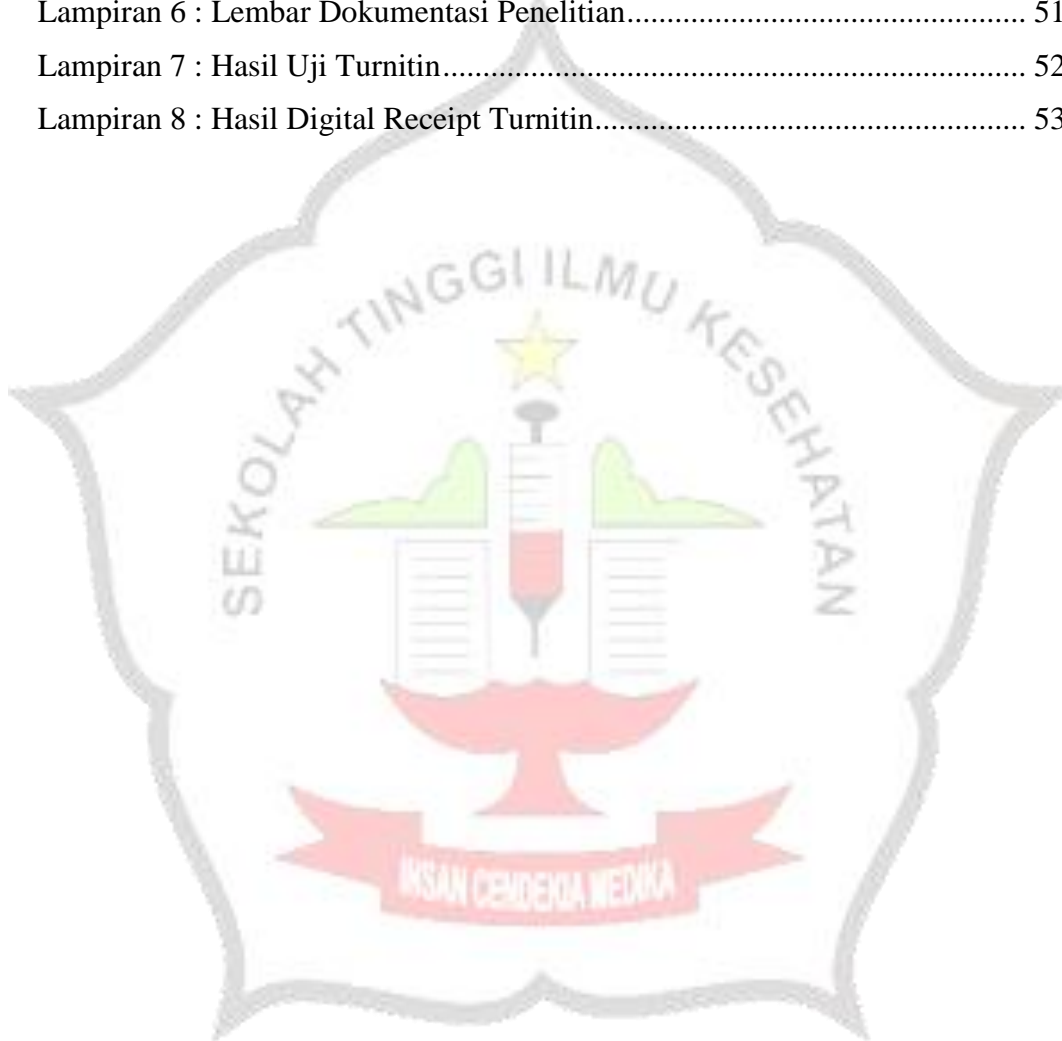 Lampiran 6 : Lembar Dokumentasi Penelitian.......................................................... 51
Lampiran 7 : Hasil Uji Turnitin.................................................................................... 52
Lampiran 8 : Hasil Digital Receipt Turnitin.............................................................. 53
SEKOLAH TINGGI ILMU KESEHATAN
INSAN CENDEKIA MEDIKA